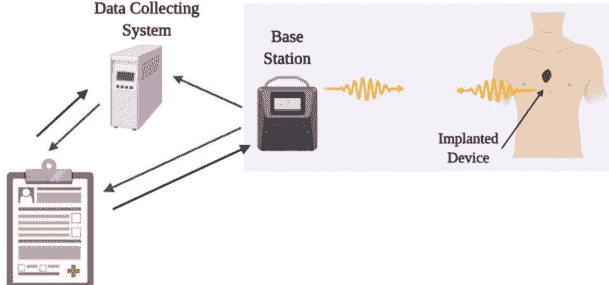 Data Collecting
System
Base
Station
Implanted
Device